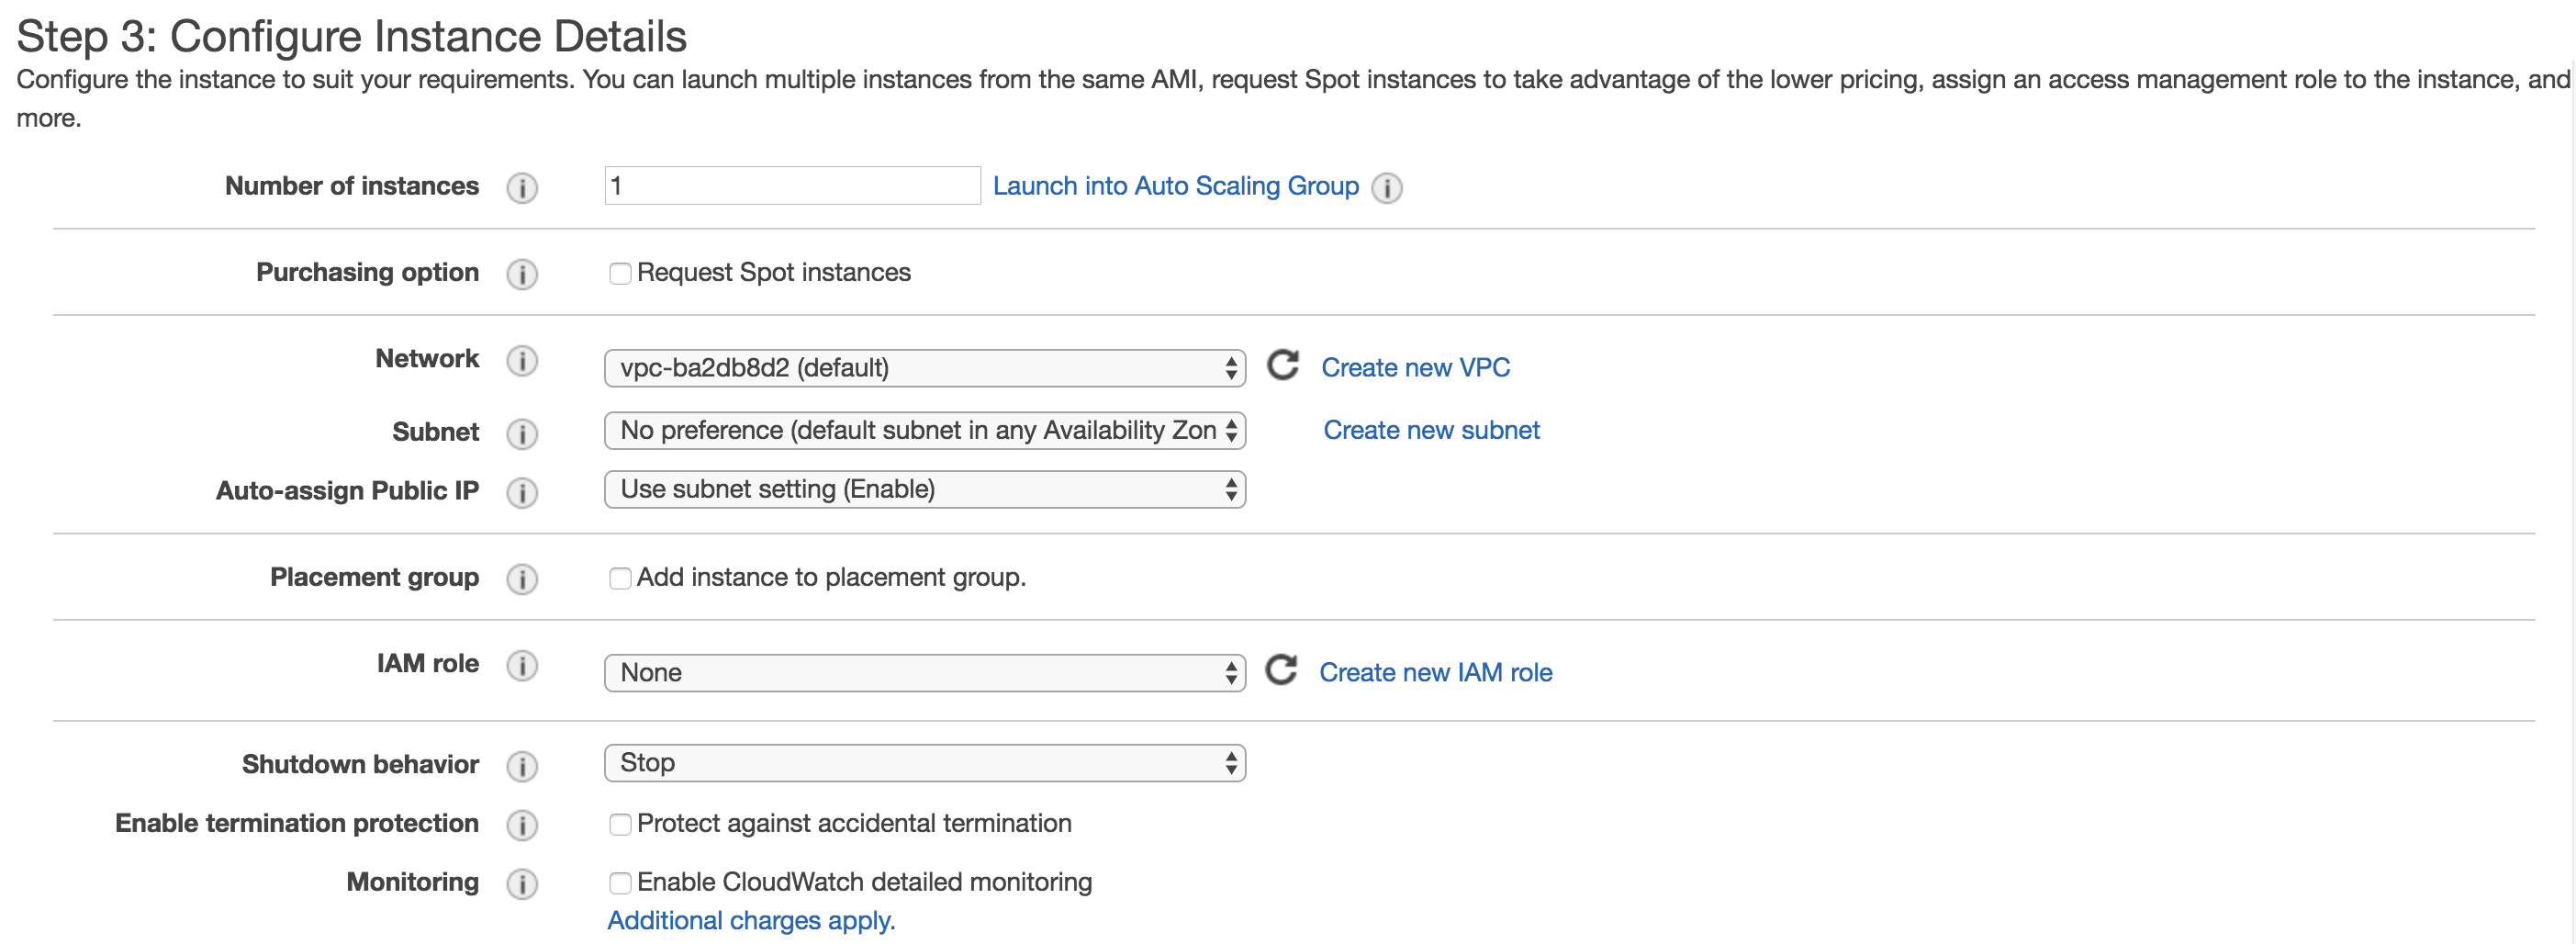 Step 3: Configure Instance Details
Configure the instance to suit your requirements. You can launch multiple instances from the same AMI, request Spot instances to take advantage of the lower pricing, assign an access management role to the instance, and
more.
Number of instances 1 Launch into Auto Scaling Group
Purchasing option Request Spot instances
Network vpc-ba2db8d2 (default) Create new VPC
Subnet No preference (default subnet in any Availability Zon Create new subnet
Auto-assign Public IP Use subnet setting (Enable)
Placement group Add instance to placement group.
IAM role None Create new IAM role
Shutdown behavior Stop
Enable termination protection Protect against accidental termination
Monitoring Enable CloudWatch detailed monitoring
Additional charges apply.